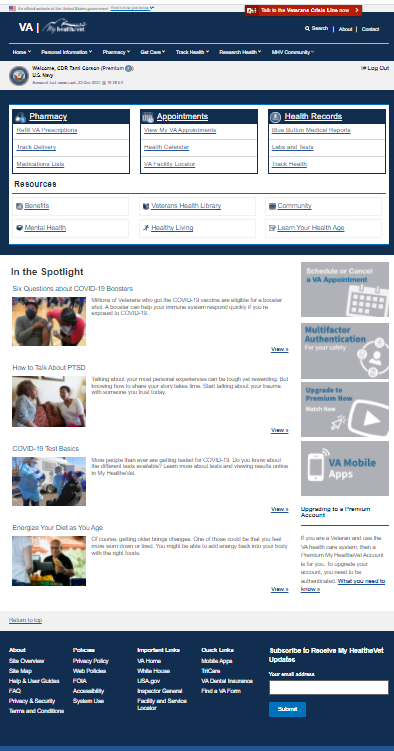 An official website of the United States government Here's how you know
Talk to the Veterans Crisis Line now >
VA | My HealtheVet
Search | About | Contact
Home Personal Information Pharmacy Get Care Track Health Research Health MHV Community
Welcome, CDR Tami Corson (Premium)
Log Out
U.S. Navy
Pharmacy
Refill VA Prescriptions
Track Delivery
Medications Lists
Appointments
View My VA Appointments
Health Calendar
VA Facility Locator
Health Records
Blue Button Medical Reports
Labs and Tests
Track Health
Resources
Benefits
Veterans Health Library
Community
Mental Health
Healthy Living
Learn Your Health Age
In the Spotlight
Six Questions about COVID-19 Boosters
Millions of Veterans who got the COVID-19 vaccine are eligible for a booster
shot. A booster can help your immune system respond quickly if you're
exposed to COVID-19.
View »
How to Talk About PTSD
Talking about your most personal experiences can be tough yet rewarding. But
knowing how to share your story takes time. Start talking about your trauma
with someone you trust today.
View »
COVID-19 Test Basics
More people than ever are getting tested for COVID-19. Do you know about
the different tests available? Learn more about tests and viewing results online
in My HealtheVet.
View »
Energize Your Diet as You Age
Of course, getting older brings changes. One of those could be that you feel
more worn down or tired. You might be able to add energy back into your body
with the right foods.
View »
Schedule or Cancel
a VA Appointment
Multifactor
Authentication
For your safety
Upgrade to
Premium Now
Watch Now
VA Mobile
Apps
Upgrading to a Premium
Account
If you are a Veteran and use the
VA health care system, then a
Premium My HealtheVet Account
is for you. To upgrade your
account, you need to be
authenticated. What you need to
know »
Return to top
About
Site Overview
Site Map
Help & User Guides
FAQ
Privacy & Security
Terms and Conditions
Policies
Privacy Policy
Web Policies
FOIA
Accessibility
System Use
Important Links
VA Home
White House
USA.gov
Inspector General
Facility and Service
Locator
Quick Links
Mobile Apps
TriCare
VA Dental Insurance
Find a VA Form
Subscribe to Receive My HealtheVet
Updates
Your email address
Submit